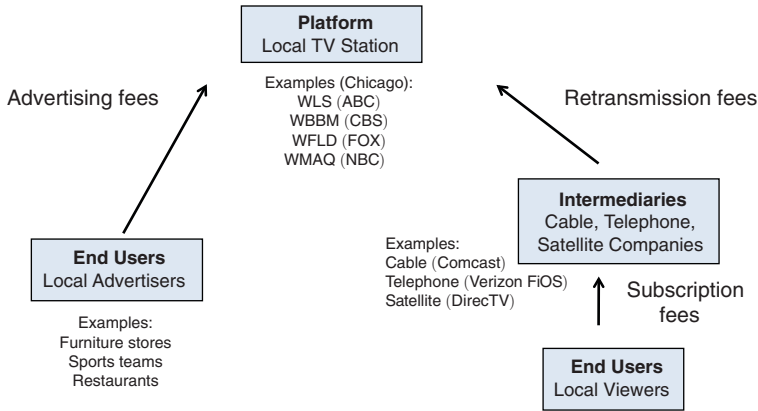 Platform
Local TV Station
Examples (Chicago):
WLS (ABC)
WBBM (CBS)
WFLD (FOX)
WMAQ (NBC)
Advertising fees
Retransmission fees
Intermediaries
Cable, Telephone,
Satellite Companies
End Users
Local Advertisers
Examples:
Furniture stores
Sports teams
Restaurants
Examples:
Cable (Comcast)
Telephone (Verizon FiOS)
Satellite (DirecTV)
Subscription
fees
End Users
Local Viewers